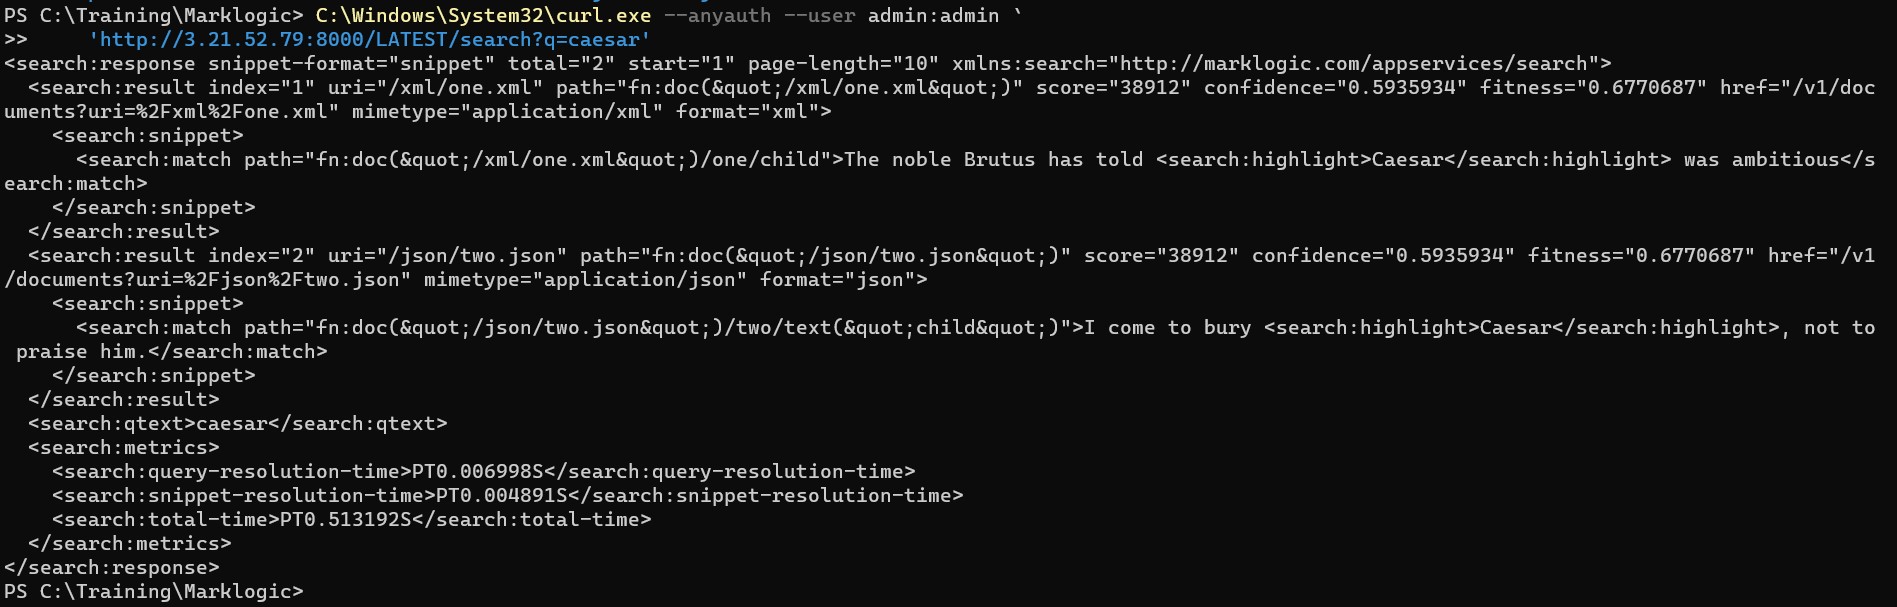 PS C:\Training\Marklogic> C:\Windows\System32\curl.exe --anyauth --user admin:admin `
>>     'http://3.21.52.79:8000/LATEST/search?q=caesar'
<search:response snippet-format="snippet" total="2" start="1" page-length="10" xmlns:search="http://marklogic.com/appservices/search">
  <search:result index="1" uri="/xml/one.xml" path="fn:doc(&quot;/xml/one.xml&quot;)" score="38912" confidence="0.5935934" fitness="0.6770687" href="/v1/doc
uments?uri=%2Fxml%2Fone.xml" mimetype="application/xml" format="xml">
    <search:snippet>
      <search:match path="fn:doc(&quot;/xml/one.xml&quot;)/one/child">The noble Brutus has told <search:highlight>Caesar</search:highlight> was ambitious</s
earch:match>
    </search:snippet>
  </search:result>
  <search:result index="2" uri="/json/two.json" path="fn:doc(&quot;/json/two.json&quot;)" score="38912" confidence="0.5935934" fitness="0.6770687" href="/v1
/documents?uri=%2Fjson%2Ftwo.json" mimetype="application/json" format="json">
    <search:snippet>
      <search:match path="fn:doc(&quot;/json/two.json&quot;)/two/text(&quot;child&quot;)">I come to bury <search:highlight>Caesar</search:highlight>, not to
 praise him.</search:match>
    </search:snippet>
  </search:result>
  <search:qtext>caesar</search:qtext>
  <search:metrics>
    <search:query-resolution-time>PT0.006998S</search:query-resolution-time>
    <search:snippet-resolution-time>PT0.004891S</search:snippet-resolution-time>
    <search:total-time>PT0.513192S</search:total-time>
  </search:metrics>
</search:response>
PS C:\Training\Marklogic>